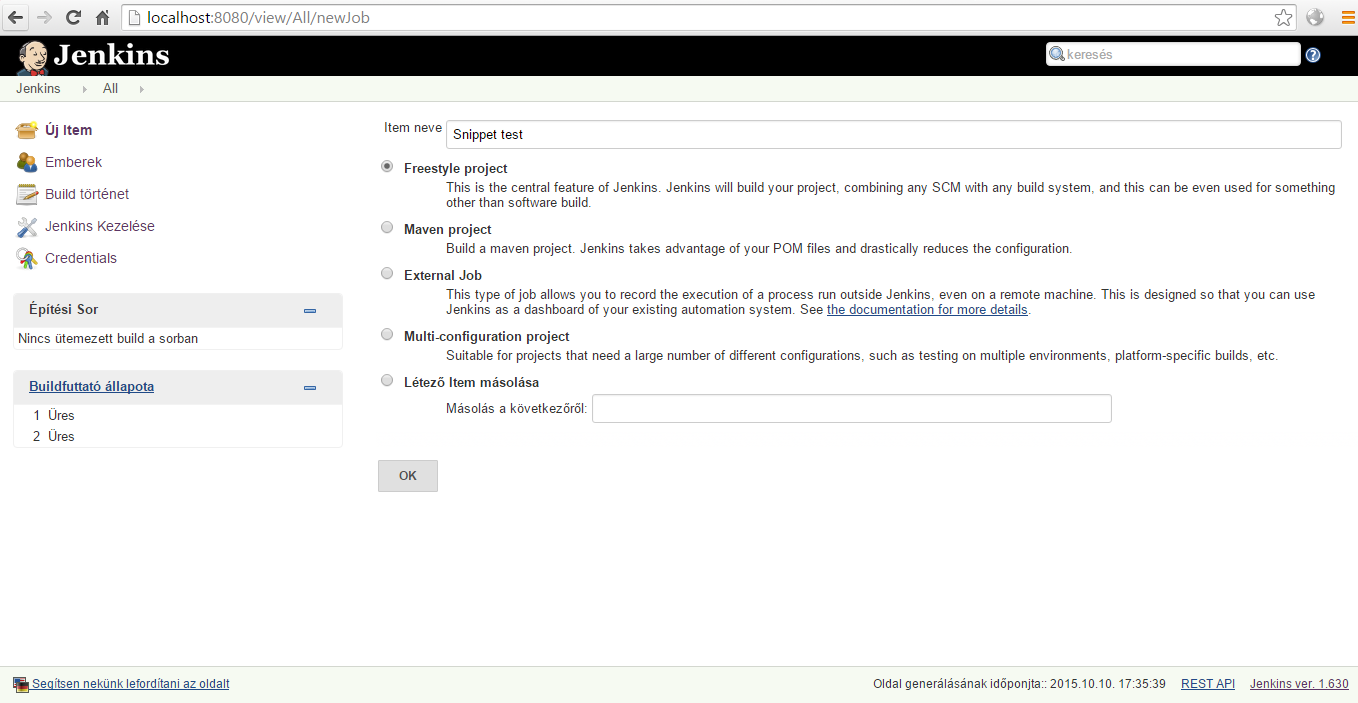 localhost:8080/view/All/newJob
Jenkins
keresés
Jenkins All
Új Item
Emberek
Build történet
Jenkins Kezelése
Credentials
Építési Sor
Nincs ütemezett build a sorban
Buildfuttató állapota
1 Üres
2 Üres
Item neve Snippet test
Freestyle project
This is the central feature of Jenkins. Jenkins will build your project, combining any SCM with any build system, and this can be even used for something
other than software build.
Maven project
Build a maven project. Jenkins takes advantage of your POM files and drastically reduces the configuration.
External Job
This type of job allows you to record the execution of a process run outside Jenkins, even on a remote machine. This is designed so that you can use
Jenkins as a dashboard of your existing automation system. See the documentation for more details.
Multi-configuration project
Suitable for projects that need a large number of different configurations, such as testing on multiple environments, platform-specific builds, etc.
Létező Item másolása
Másolás a következőről:
OK
Segítsen nekünk lefordítani az oldalt
Oldal generálásának időponjta:: 2015.10.10. 17:35:39 REST API Jenkins ver. 1.630